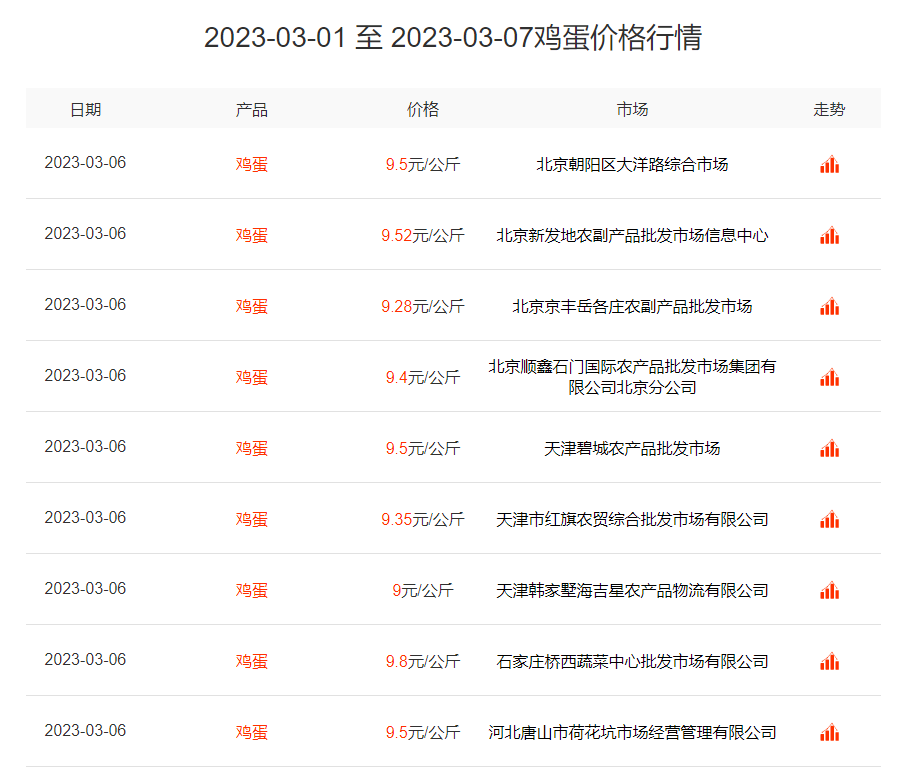 2023-03-01 至 2023-03-07鸡蛋价格行情
日期 产品 价格 市场 走势
2023-03-06 鸡蛋 9.5元/公斤 北京朝阳区大洋路综合市场
2023-03-06 鸡蛋 9.52元/公斤 北京新发地农副产品批发市场信息中心
2023-03-06 鸡蛋 9.28元/公斤 北京京丰岳各庄农副产品批发市场
2023-03-06 鸡蛋 9.4元/公斤 北京顺鑫石门国际农产品批发市场集团有
限公司北京分公司
2023-03-06 鸡蛋 9.5元/公斤 天津碧城农产品批发市场
2023-03-06 鸡蛋 9.35元/公斤 天津市红旗农贸综合批发市场有限公司
2023-03-06 鸡蛋 9元/公斤 天津韩家墅海吉星农产品物流有限公司
2023-03-06 鸡蛋 9.8元/公斤 石家庄桥西蔬菜中心批发市场有限公司
2023-03-06 鸡蛋 9.5元/公斤 河北唐山市荷花坑市场经营管理有限公司